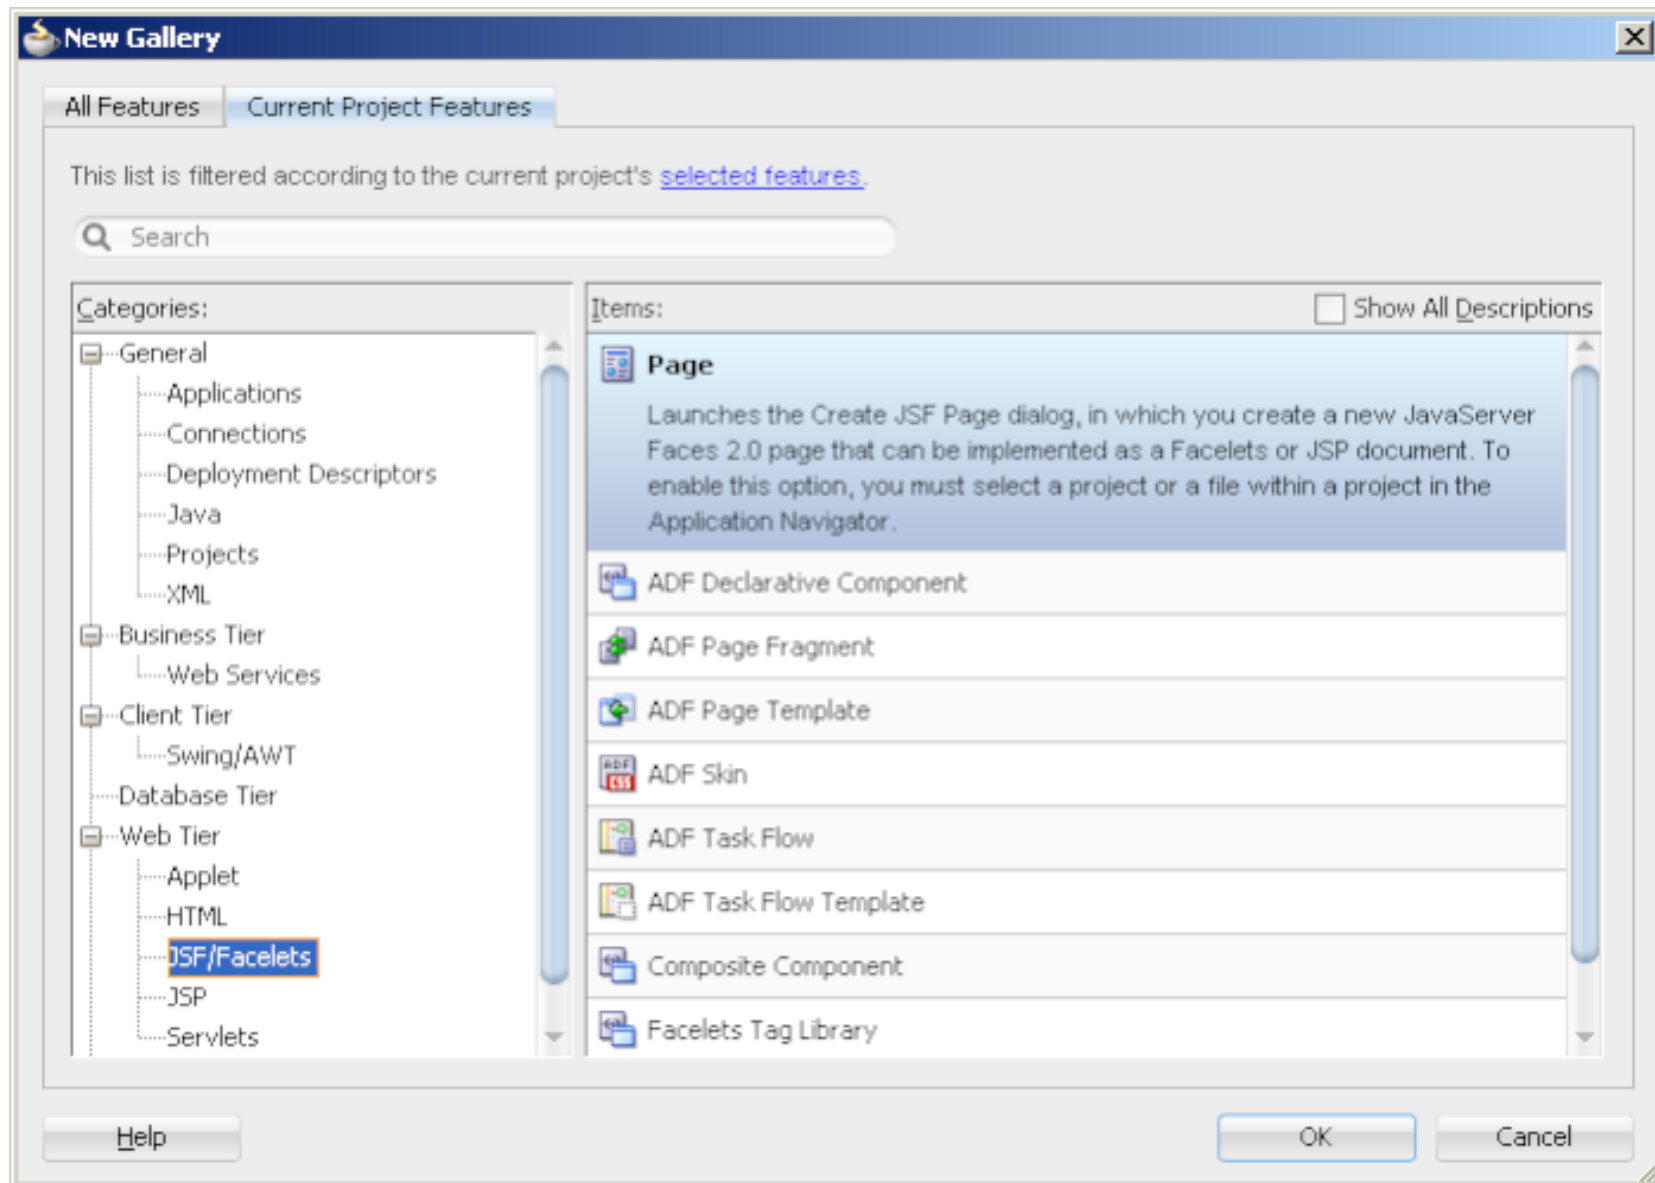 New Gallery
All Features
Current Project Features
This list is filtered according to the current project's selected features.
Search
Categories:
General
Applications
Connections
Deployment Descriptors
Java
Projects
XML
Business Tier
Web Services
Client Tier
Swing/AWT
Database Tier
Web Tier
Applet
HTML
JSF/Facelets
JSP
Servlets
Items:
Show All Descriptions
Page
Launches the Create JSF Page dialog, in which you create a new JavaServer
Faces 2.0 page that can be implemented as a Facelets or JSP document. To
enable this option, you must select a project or a file within a project in the
Application Navigator.
ADF Declarative Component
ADF Page Fragment
ADF Page Template
ADF Skin
ADF Task Flow
ADF Task Flow Template
Composite Component
Facelets Tag Library
Help
OK
Cancel